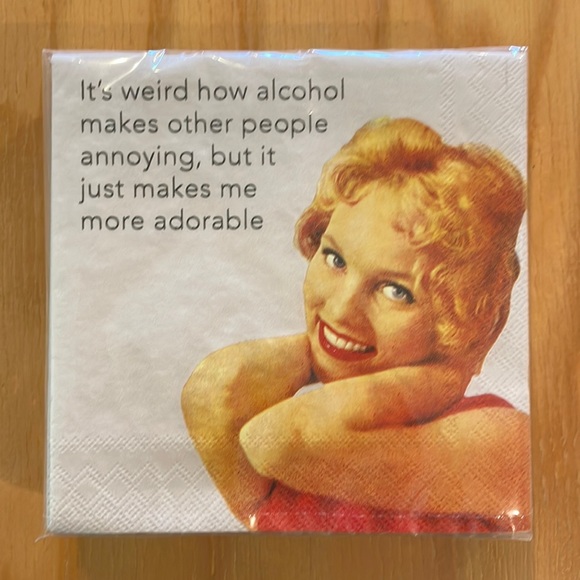 It's weird how alcohol
makes other people
annoying, but it
just makes me
more adorable